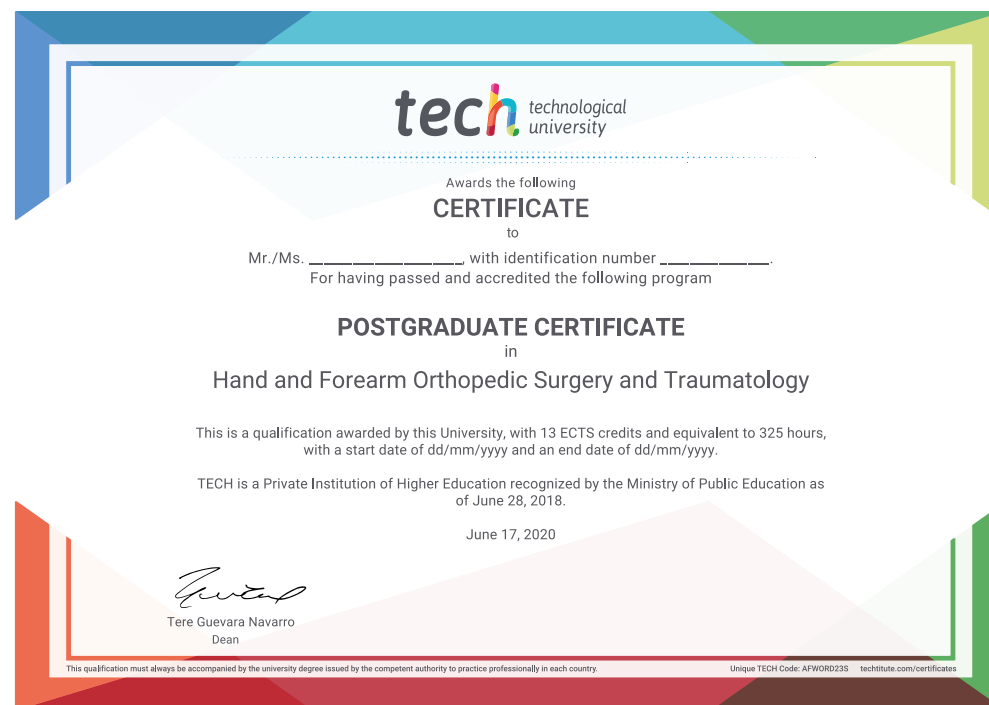 tech technological
university
Awards the following
CERTIFICATE
to
Mr./Ms. ____________________, with identification number ______________.
For having passed and accredited the following program
POSTGRADUATE CERTIFICATE
in
Hand and Forearm Orthopedic Surgery and Traumatology
This is a qualification awarded by this University, with 13 ECTS credits and equivalent to 325 hours,
with a start date of dd/mm/yyyy and an end date of dd/mm/yyyy.
TECH is a Private Institution of Higher Education recognized by the Ministry of Public Education as
of June 28, 2018.
June 17, 2020
Tere Guevara Navarro
Dean
This qualification must always be accompanied by the university degree issued by the competent authority to practice professionally in each country.
Unique TECH Code: AFWORD23S techtitute.com/certificates